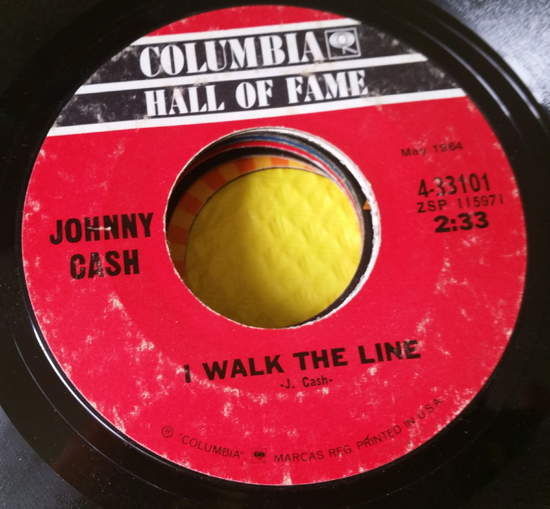 COLUMBIA
HALL OF FAME
May 1964
4-33101
ZSP 115971
2:33
JOHNNY
CASH
I WALK THE LINE
-J. Cash-
℗ "COLUMBIA" MARCAS REG. PRINTED IN U.S.A.